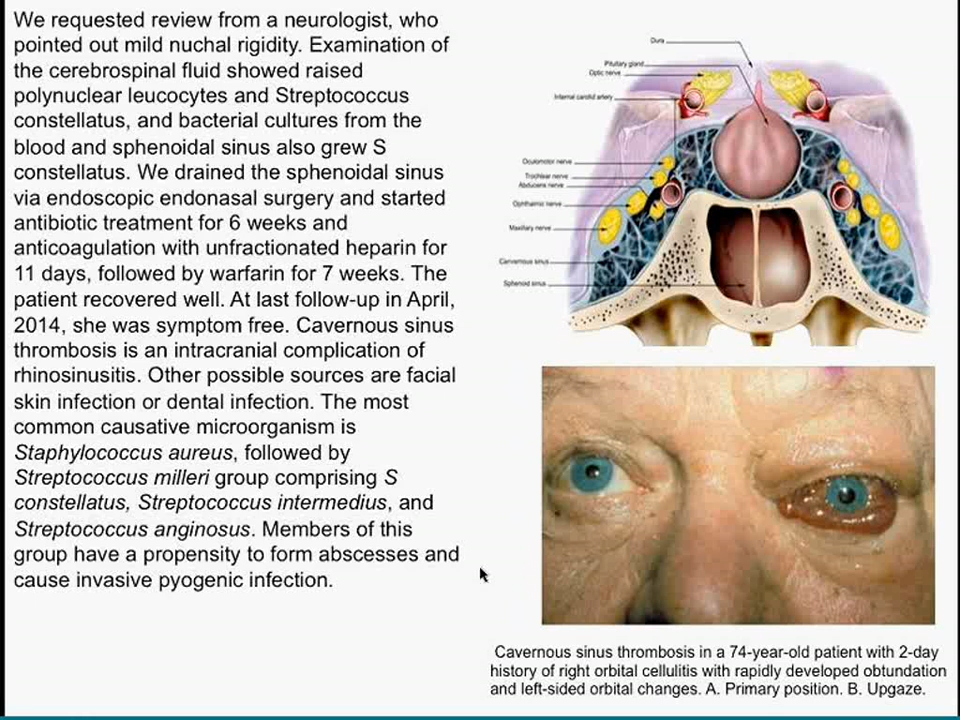 We requested review from a neurologist, who
pointed out mild nuchal rigidity. Examination of
the cerebrospinal fluid showed raised
polynuclear leucocytes and Streptococcus
constellatus, and bacterial cultures from the
blood and sphenoidal sinus also grew S
constellatus. We drained the sphenoidal sinus
via endoscopic endonasal surgery and started
antibiotic treatment for 6 weeks and
anticoagulation with unfractionated heparin for
11 days, followed by warfarin for 7 weeks. The
patient recovered well. At last follow-up in April,
2014, she was symptom free. Cavernous sinus
thrombosis is an intracranial complication of
rhinosinusitis. Other possible sources are facial
skin infection or dental infection. The most
common causative microorganism is
Staphylococcus aureus, followed by
Streptococcus milleri group comprising S
constellatus, Streptococcus intermedius, and
Streptococcus anginosus. Members of this
group have a propensity to form abscesses and
cause invasive pyogenic infection.
Dura
Pituitary gland
Optic nerve
Internal carotid artery
Oculomotor nerve
Trochlear nerve
Abducens nerve
Ophthalmic nerve
Maxillary nerve
Cavernous sinus
Sphenoid sinus
Cavernous sinus thrombosis in a 74-year-old patient with 2-day
history of right orbital cellulitis with rapidly developed obtundation
and left-sided orbital changes. A. Primary position. B. Upgaze.